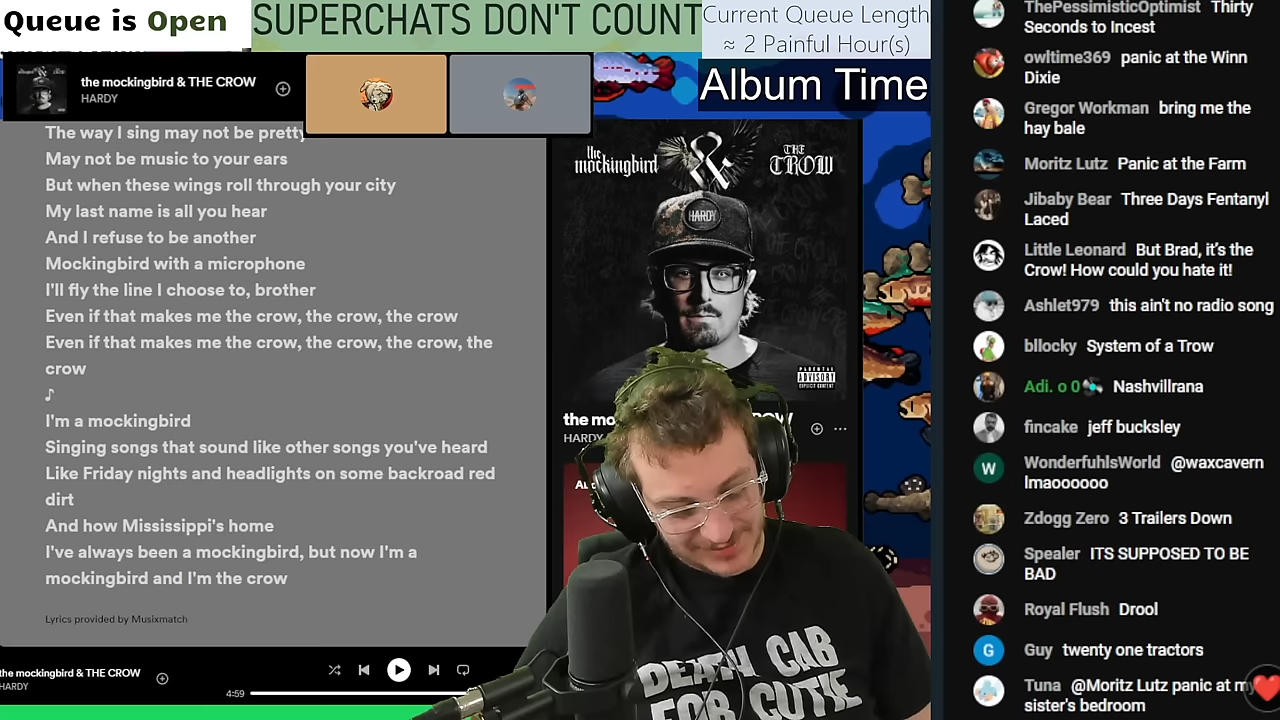 Queue is Open
SUPERCHATS DON'T COUNT
Current Queue Length
≈ 2 Painful Hour(s)
Album Time
the mockingbird & THE CROW
HARDY
The way I sing may not be pretty
May not be music to your ears
But when these wings roll through your city
My last name is all you hear
And I refuse to be another
Mockingbird with a microphone
I'll fly the line I choose to, brother
Even if that makes me the crow, the crow, the crow
Even if that makes me the crow, the crow, the crow, the
crow
♪
I'm a mockingbird
Singing songs that sound like other songs you've heard
Like Friday nights and headlights on some backroad red
dirt
And how Mississippi's home
I've always been a mockingbird, but now I'm a
mockingbird and I'm the crow
Lyrics provided by Musixmatch
the mockingbird & THE CROW
HARDY
4:59
the mockingbird & THE CROW
HARDY
PARENTAL
ADVISORY
EXPLICIT CONTENT
the mo
HARDY
DEATH CAB
FOR CUTIE
ThePessimisticOptimist Thirty
Seconds to Incest
owltime369 panic at the Winn
Dixie
Gregor Workman bring me the
hay bale
Moritz Lutz Panic at the Farm
Jibaby Bear Three Days Fentanyl
Laced
Little Leonard But Brad, it's the
Crow! How could you hate it!
Ashlet979 this ain't no radio song
bllocky System of a Trow
Adi. o 0 Nashvillrana
fincake jeff bucksley
W WonderfuhlsWorld @waxcavern
lmaoooooo
Zdogg Zero 3 Trailers Down
Spealer ITS SUPPOSED TO BE
BAD
Royal Flush Drool
G Guy twenty one tractors
Tuna @Moritz Lutz panic at my
sister's bedroom